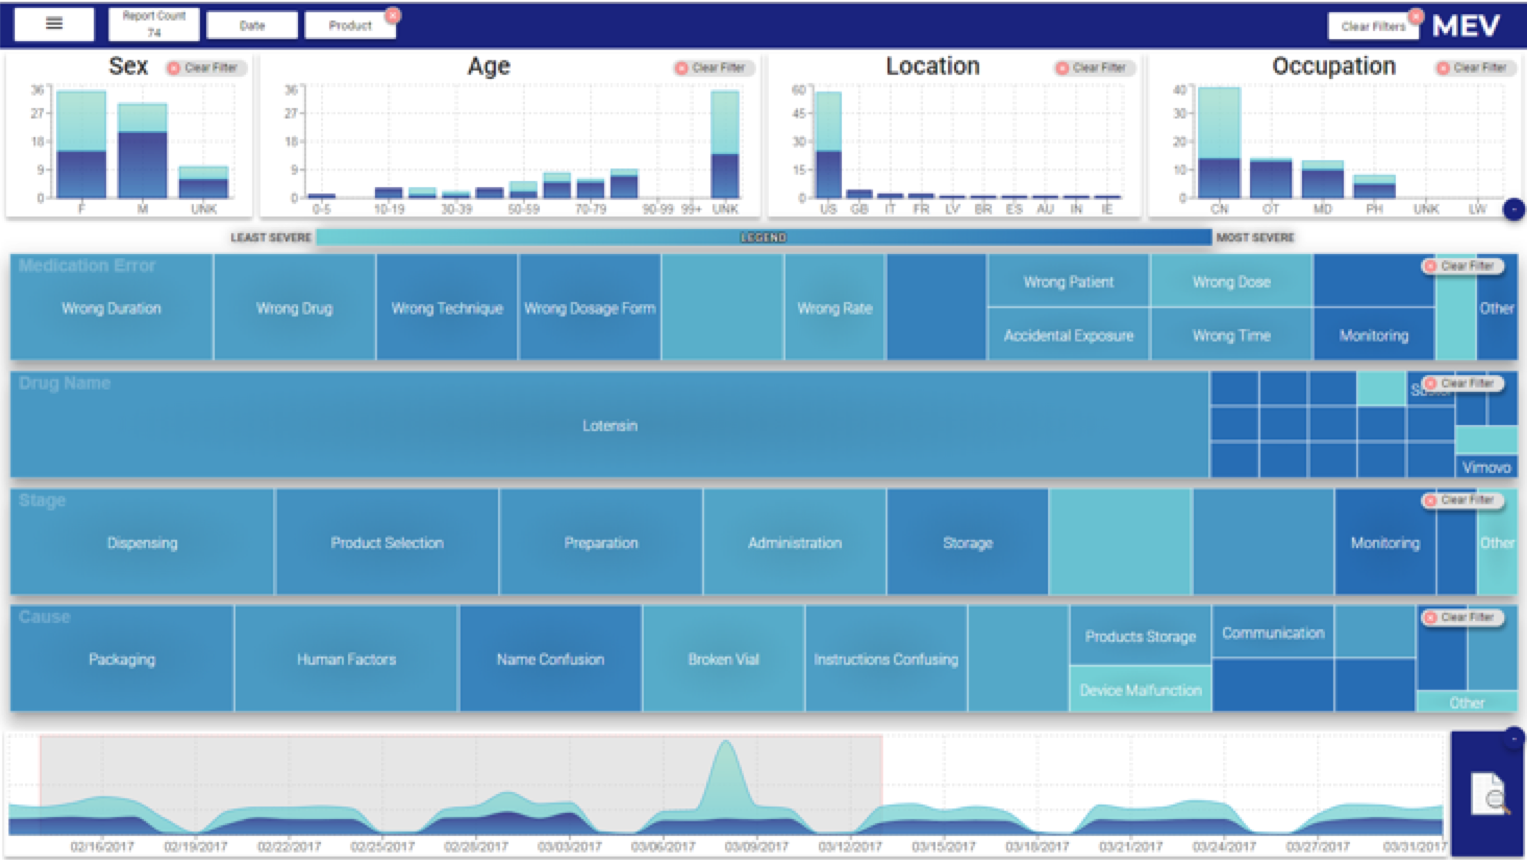 Report Count
74
Date
Product
Clear Filters
MEV
Sex
Clear Filter
Age
Clear Filter
Location
Clear Filter
Occupation
Clear Filter
36
27
18
9
0
F M UNK
36
27
18
9
0
0-5 10-19 30-39 50-59 70-79 90-99 99+ UNK
60
45
30
15
0
US GB IT FR LV BR ES AU IN IE
40
30
20
10
0
CN OT MD PH UNK LW
LEAST SEVERE
LEGEND
MOST SEVERE
Medication Error
Clear Filter
Wrong Duration
Wrong Drug
Wrong Technique
Wrong Dosage Form
Wrong Rate
Wrong Patient
Accidental Exposure
Wrong Dose
Wrong Time
Monitoring
Other
Drug Name
Clear Filter
Lotensin
Vimovo
Stage
Clear Filter
Dispensing
Product Selection
Preparation
Administration
Storage
Monitoring
Other
Cause
Clear Filter
Packaging
Human Factors
Name Confusion
Broken Vial
Instructions Confusing
Products Storage
Device Malfunction
Communication
Other
02/16/2017 02/19/2017 02/22/2017 02/25/2017 02/28/2017 03/03/2017 03/06/2017 03/09/2017 03/12/2017 03/15/2017 03/18/2017 03/21/2017 03/24/2017 03/27/2017 03/31/2017